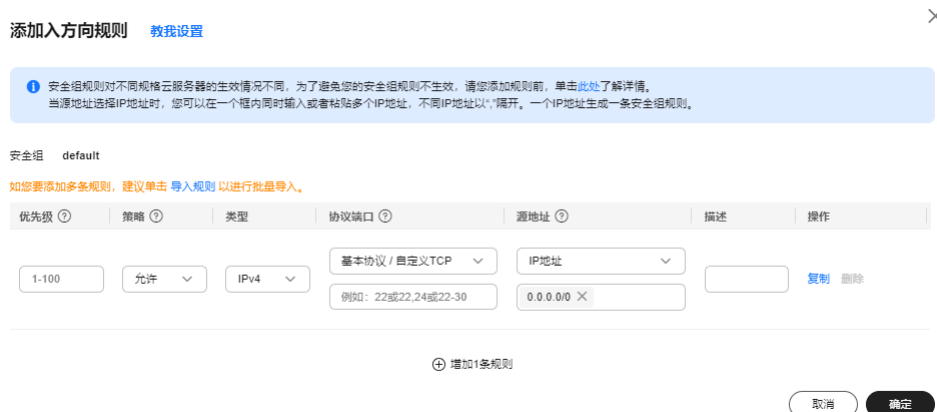 添加入方向规则 教我设置
安全组规则对不同规格云服务器的生效情况不同，为了避免您的安全组规则不生效，请您添加规则前，单击此处了解详情。
当源地址选择IP地址时，您可以在一个框内同时输入或者粘贴多个IP地址，不同IP地址以“,”隔开。一个IP地址生成一条安全组规则。
安全组 default
如您要添加多条规则，建议单击 导入规则 以进行批量导入。
优先级 策略 类型 协议端口 源地址 描述 操作
基本协议 / 自定义TCP IP地址
1-100 允许 IPv4 复制 删除
例如：22或22,24或22-30 0.0.0.0/0
增加1条规则
取消 确定